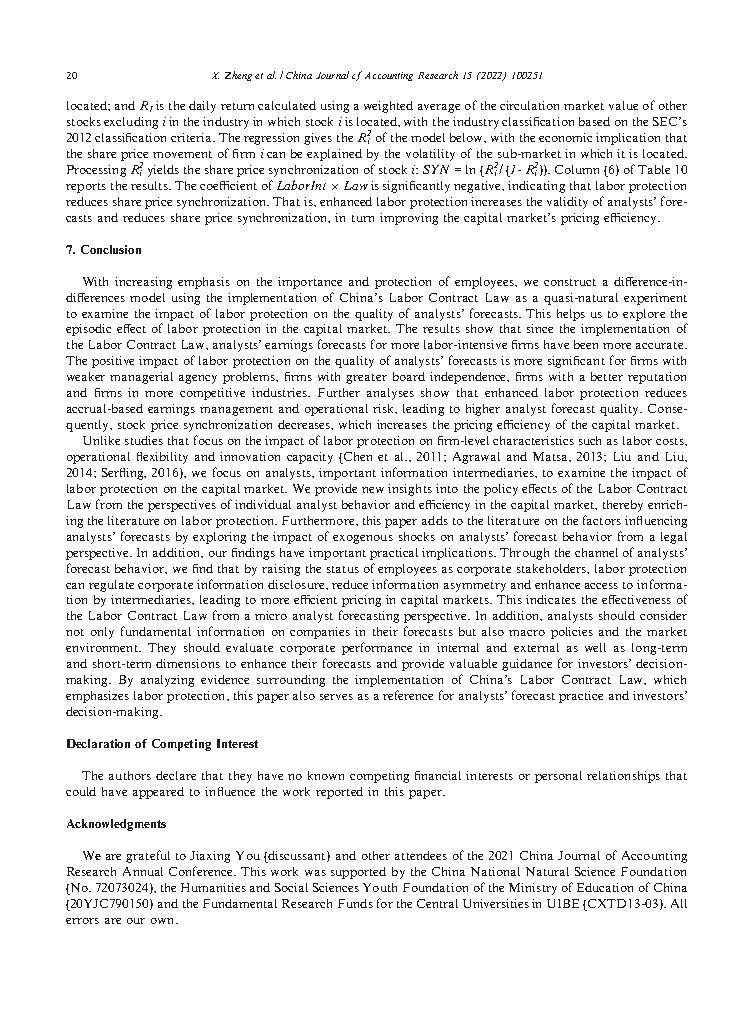 20
X. Zheng et al. / China Journal of Accounting Research 15 (2022) 100251
located; and R_I is the daily return calculated using a weighted average of the circulation market value of other
stocks excluding i in the industry in which stock i is located, with the industry classification based on the SEC's
2012 classification criteria. The regression gives the R_i^2 of the model below, with the economic implication that
the share price movement of firm i can be explained by the volatility of the sub-market in which it is located.
Processing R_i^2 yields the share price synchronization of stock i: SYN = ln (R_i^2/ (1- R_i^2)). Column (6) of Table 10
reports the results. The coefficient of LaborInt × Law is significantly negative, indicating that labor protection
reduces share price synchronization. That is, enhanced labor protection increases the validity of analysts' fore-
casts and reduces share price synchronization, in turn improving the capital market's pricing efficiency.
7. Conclusion
With increasing emphasis on the importance and protection of employees, we construct a difference-in-
differences model using the implementation of China's Labor Contract Law as a quasi-natural experiment
to examine the impact of labor protection on the quality of analysts' forecasts. This helps us to explore the
episodic effect of labor protection in the capital market. The results show that since the implementation of
the Labor Contract Law, analysts' earnings forecasts for more labor-intensive firms have been more accurate.
The positive impact of labor protection on the quality of analysts' forecasts is more significant for firms with
weaker managerial agency problems, firms with greater board independence, firms with a better reputation
and firms in more competitive industries. Further analyses show that enhanced labor protection reduces
accrual-based earnings management and operational risk, leading to higher analyst forecast quality. Conse-
quently, stock price synchronization decreases, which increases the pricing efficiency of the capital market.
Unlike studies that focus on the impact of labor protection on firm-level characteristics such as labor costs,
operational flexibility and innovation capacity (Chen et al., 2011; Agrawal and Matsa, 2013; Liu and Liu,
2014; Serfling, 2016), we focus on analysts, important information intermediaries, to examine the impact of
labor protection on the capital market. We provide new insights into the policy effects of the Labor Contract
Law from the perspectives of individual analyst behavior and efficiency in the capital market, thereby enrich-
ing the literature on labor protection. Furthermore, this paper adds to the literature on the factors influencing
analysts' forecasts by exploring the impact of exogenous shocks on analysts' forecast behavior from a legal
perspective. In addition, our findings have important practical implications. Through the channel of analysts'
forecast behavior, we find that by raising the status of employees as corporate stakeholders, labor protection
can regulate corporate information disclosure, reduce information asymmetry and enhance access to informa-
tion by intermediaries, leading to more efficient pricing in capital markets. This indicates the effectiveness of
the Labor Contract Law from a micro analyst forecasting perspective. In addition, analysts should consider
not only fundamental information on companies in their forecasts but also macro policies and the market
environment. They should evaluate corporate performance in internal and external as well as long-term
and short-term dimensions to enhance their forecasts and provide valuable guidance for investors' decision-
making. By analyzing evidence surrounding the implementation of China's Labor Contract Law, which
emphasizes labor protection, this paper also serves as a reference for analysts' forecast practice and investors'
decision-making.
Declaration of Competing Interest
The authors declare that they have no known competing financial interests or personal relationships that
could have appeared to influence the work reported in this paper.
Acknowledgments
We are grateful to Jiaxing You (discussant) and other attendees of the 2021 China Journal of Accounting
Research Annual Conference. This work was supported by the China National Natural Science Foundation
(No. 72073024), the Humanities and Social Sciences Youth Foundation of the Ministry of Education of China
(20YJC790150) and the Fundamental Research Funds for the Central Universities in UIBE (CXTD13-03). All
errors are our own.